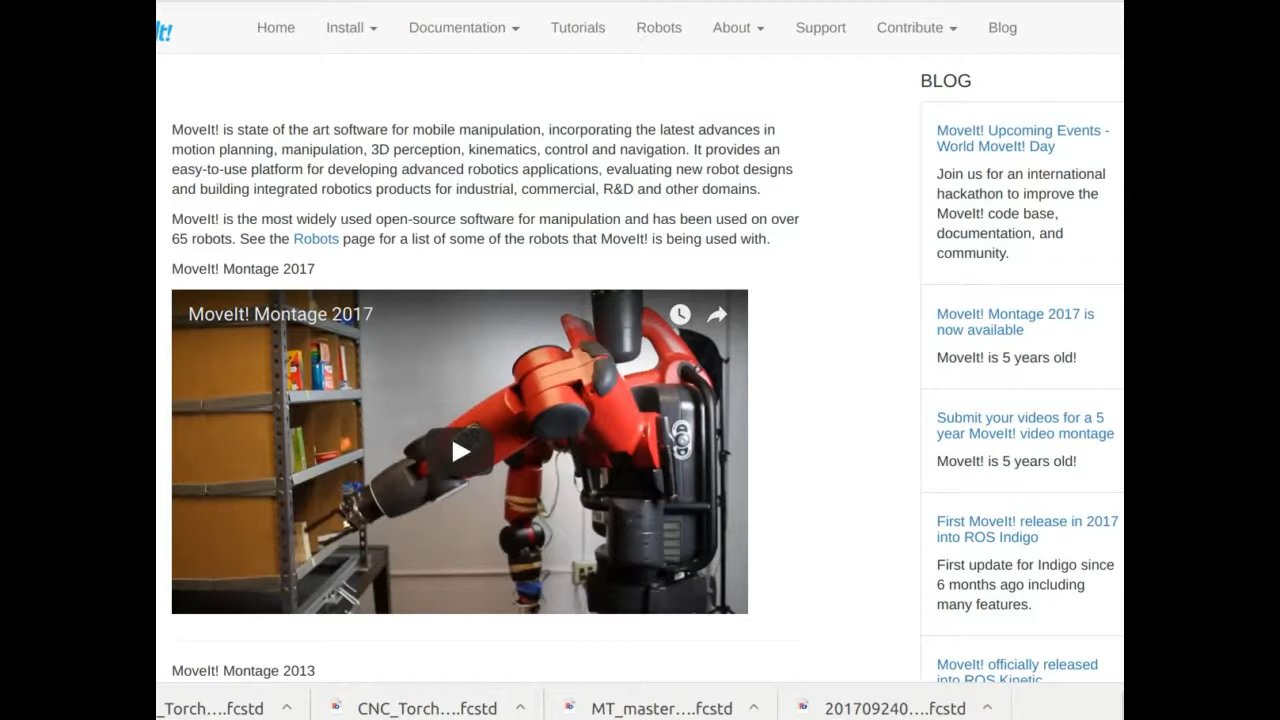 It!
Home Install Documentation Tutorials Robots About Support Contribute Blog
MoveIt! is state of the art software for mobile manipulation, incorporating the latest advances in
motion planning, manipulation, 3D perception, kinematics, control and navigation. It provides an
easy-to-use platform for developing advanced robotics applications, evaluating new robot designs
and building integrated robotics products for industrial, commercial, R&D and other domains.
MoveIt! is the most widely used open-source software for manipulation and has been used on over
65 robots. See the Robots page for a list of some of the robots that MoveIt! is being used with.
MoveIt! Montage 2017
MoveIt! Montage 2017
MoveIt! Montage 2013
BLOG
MoveIt! Upcoming Events -
World MoveIt! Day
Join us for an international
hackathon to improve the
MoveIt! code base,
documentation, and
community.
MoveIt! Montage 2017 is
now available
MoveIt! is 5 years old!
Submit your videos for a 5
year MoveIt! video montage
MoveIt! is 5 years old!
First MoveIt! release in 2017
into ROS Indigo
First update for Indigo since
6 months ago including
many features.
MoveIt! officially released
into ROS Kinetic
_Torch....fcstd CNC_Torch....fcstd MT_master....fcstd 201709240....fcstd